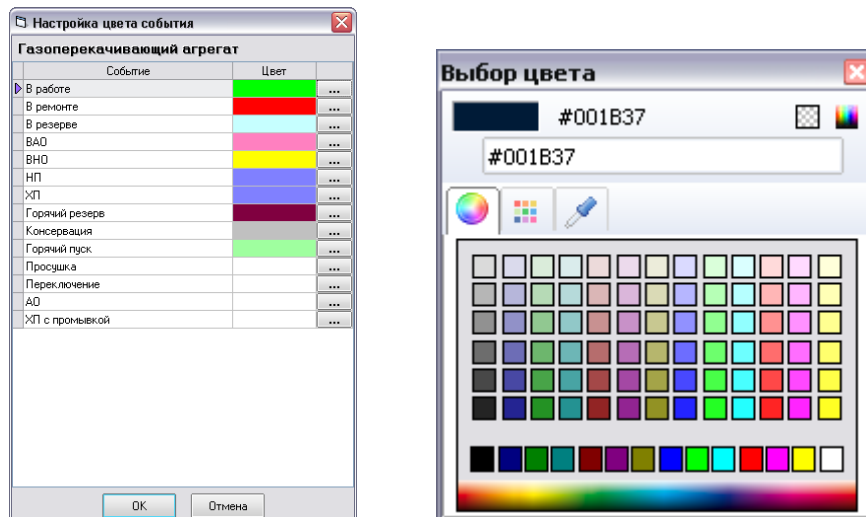 Настройка цвета события
Газоперекачивающий агрегат
Событие Цвет
В работе ...
В ремонте ...
В резерве ...
ВАО ...
ВНО ...
НП ...
ХП ...
Горячий резерв ...
Консервация ...
Горячий пуск ...
Просушка ...
Переключение ...
АО ...
ХП с промывкой ...
OK Отмена
Выбор цвета
#001B37
#001B37